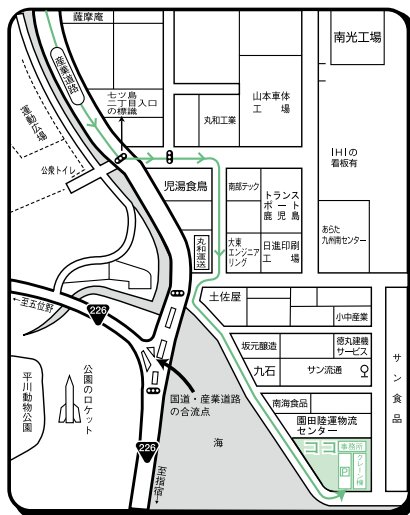 薩摩庵
南光工場
産業道路
七ツ島
二丁目入口
の標識
山本車体
工場
丸和工業
運動広場
公衆トイレ
IHIの
看板有
児湯食鳥
南部テック
トランス
ポート
鹿児島
丸和運送
大東
エンジニア
リング
日進印刷
工場
あらた
九州南センター
←至五位野
226
土佐屋
小中産業
坂元醸造
徳丸建機
サービス
九石
サン流通
サン食品
平川動物公園
公園のロケット
国道・産業道路
の合流点
南海食品
園田陸運物流
センター
海
ココ
事務所
P
クレーン棟
226
至指宿→